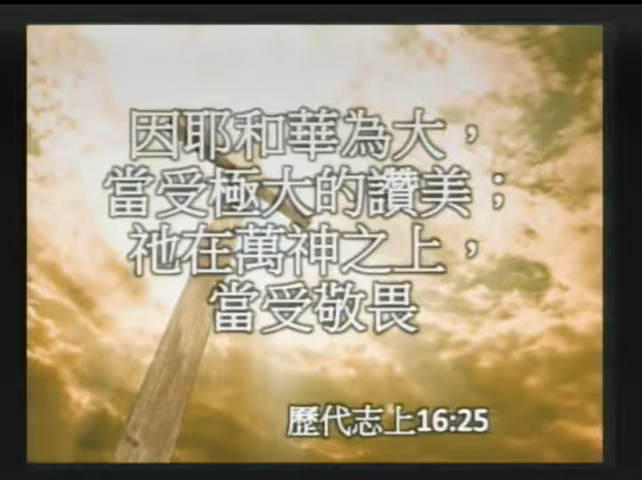 因耶和華為大，
當受極大的讚美；
祂在萬神之上，
當受敬畏
歷代志上16:25